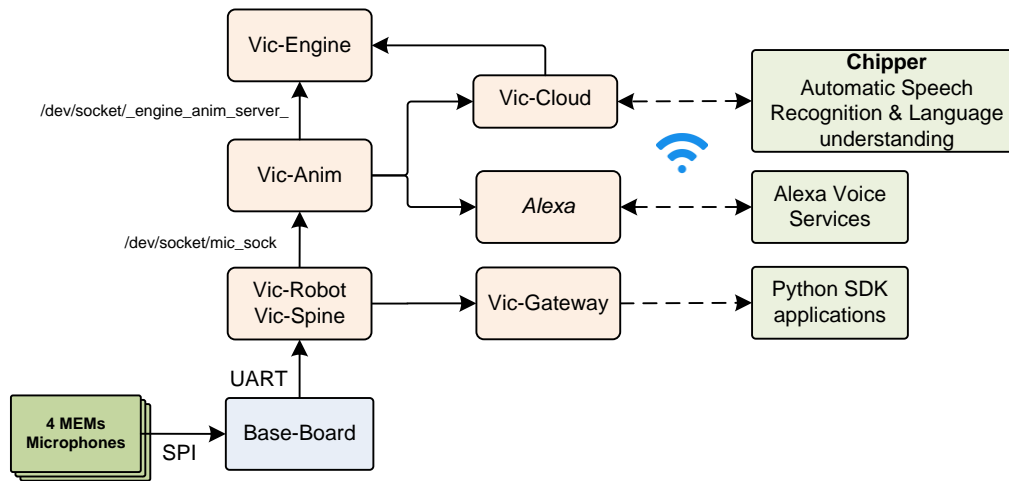 Vic-Engine
Chipper
Automatic Speech
Recognition & Language
understanding
Vic-Cloud
/dev/socket/_engine_anim_server_
Vic-Anim
Alexa
Alexa Voice
Services
/dev/socket/mic_sock
Vic-Robot
Vic-Spine
Vic-Gateway
Python SDK
applications
UART
4 MEMs
Microphones
SPI
Base-Board